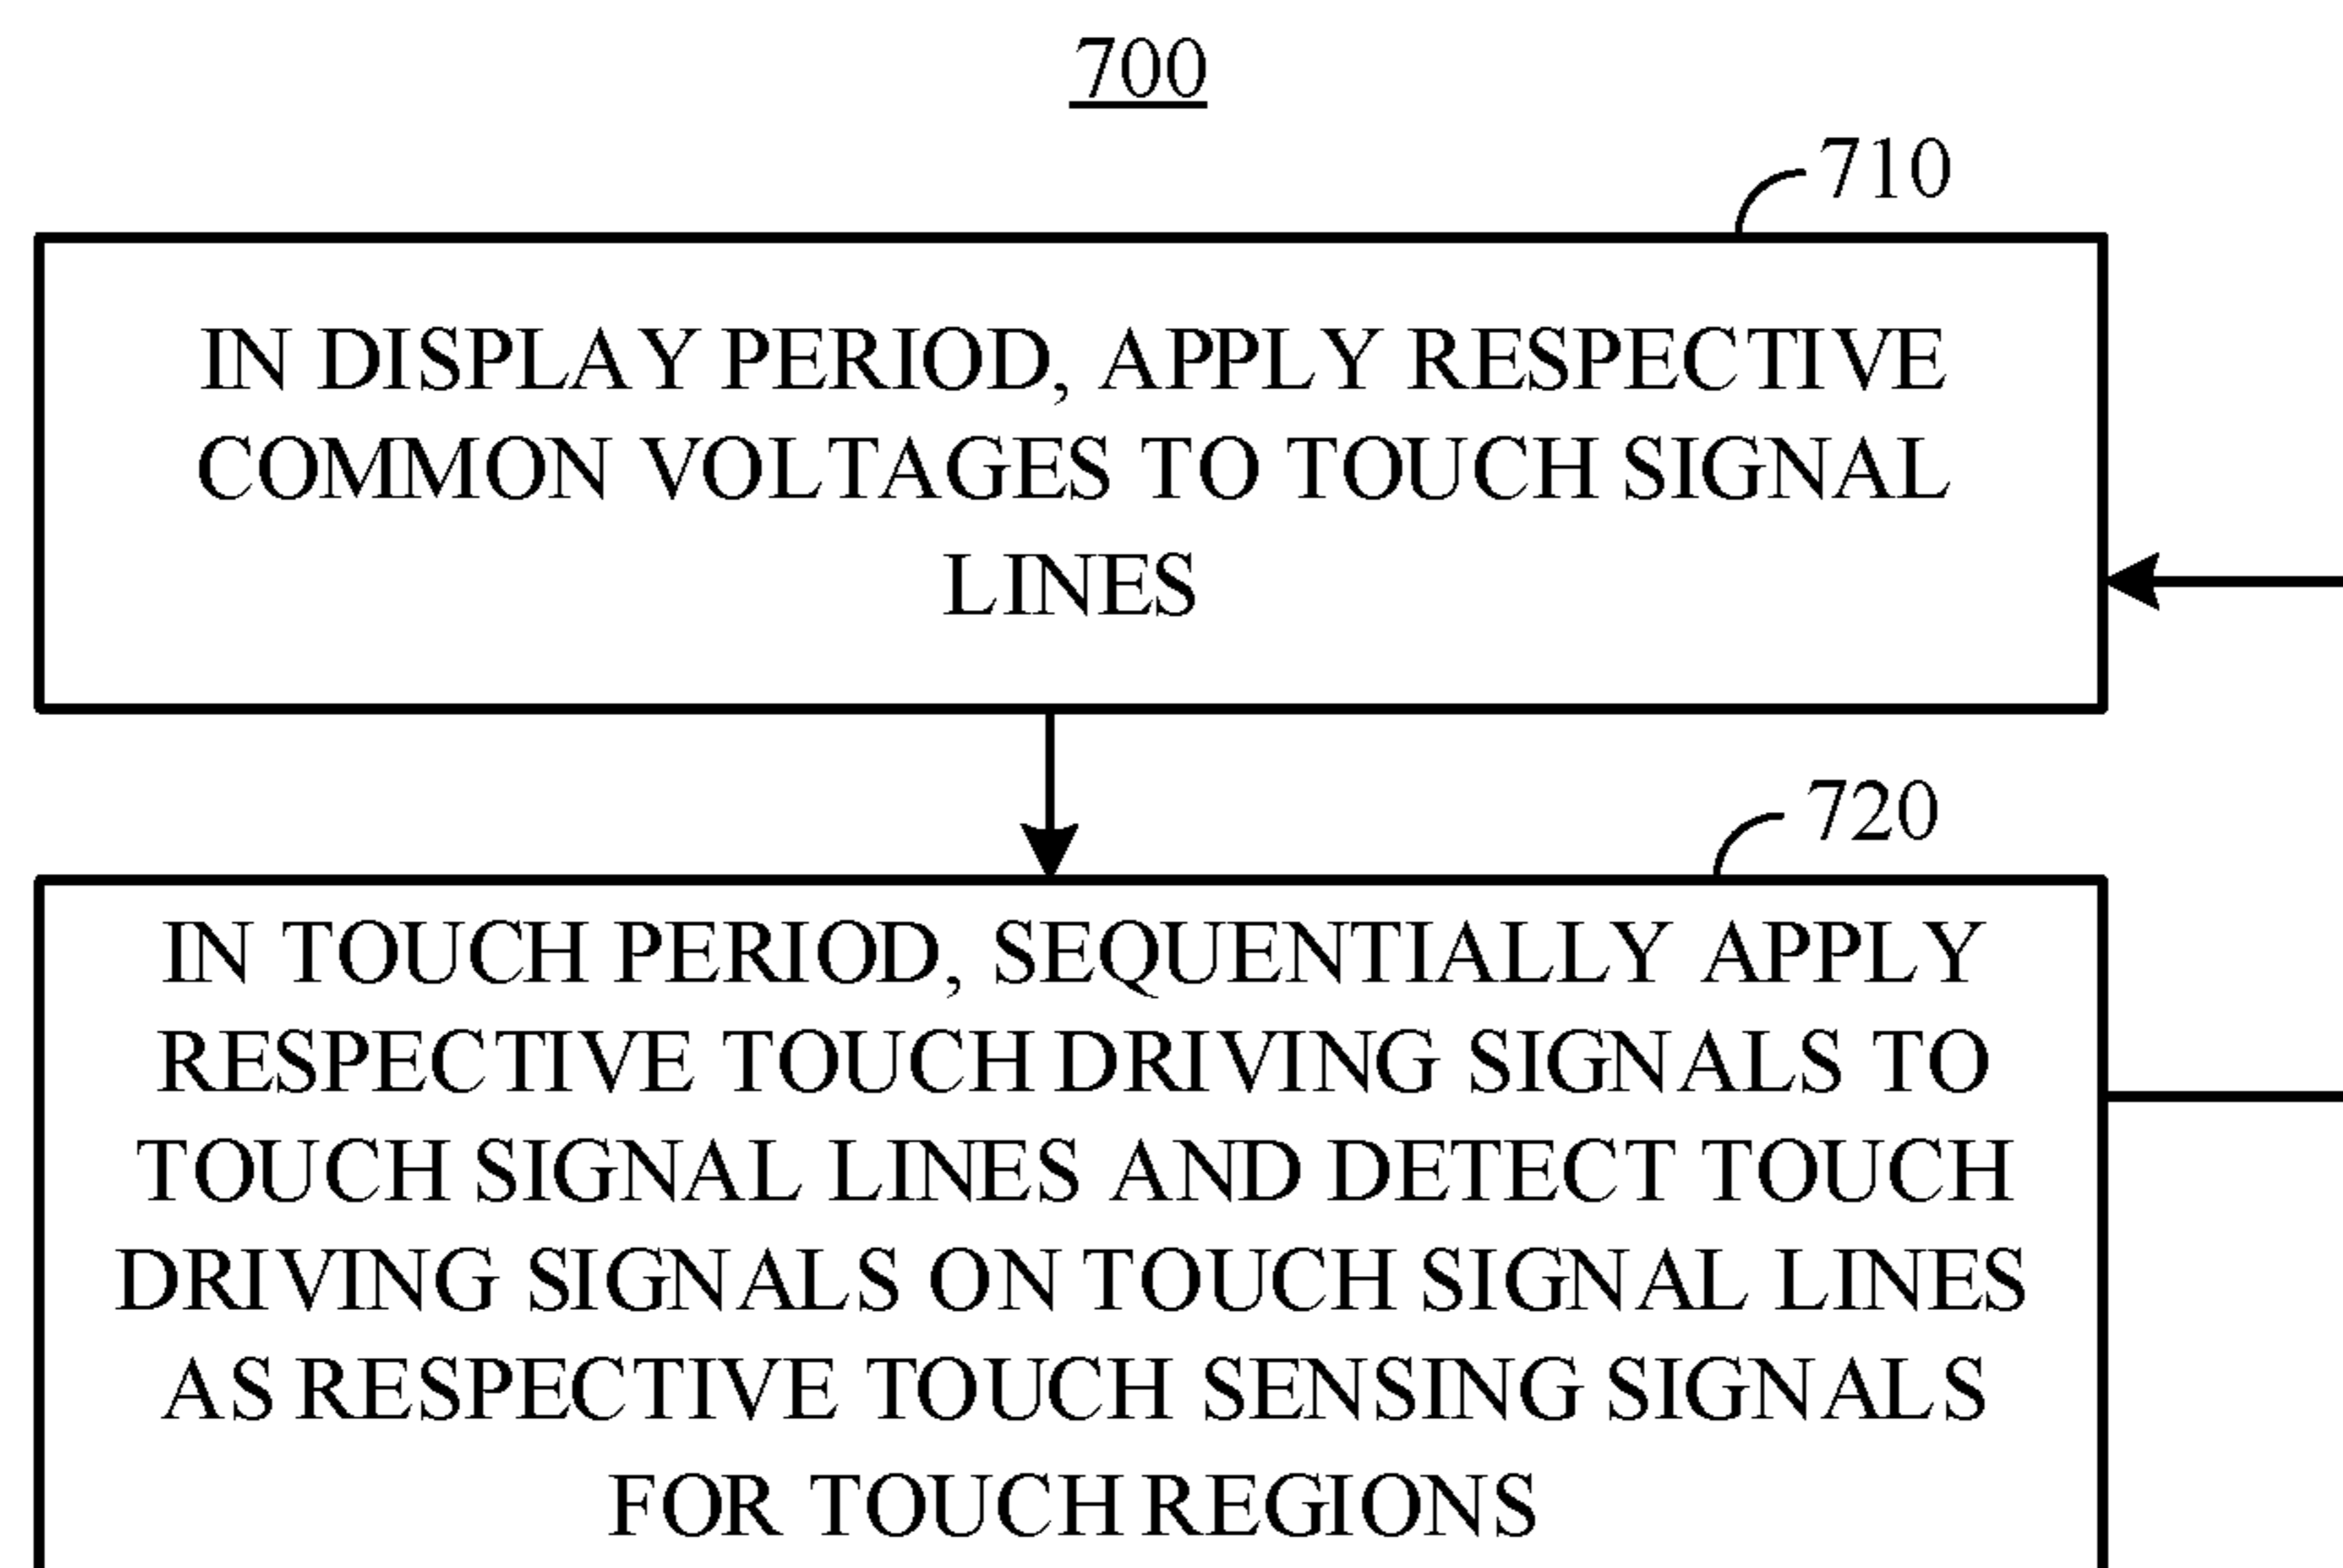 700
710
IN DISPLAY PERIOD, APPLY RESPECTIVE
COMMON VOLTAGES TO TOUCH SIGNAL
LINES
720
IN TOUCH PERIOD, SEQUENTIALLY APPLY
RESPECTIVE TOUCH DRIVING SIGNALS TO
TOUCH SIGNAL LINES AND DETECT TOUCH
DRIVING SIGNALS ON TOUCH SIGNAL LINES
AS RESPECTIVE TOUCH SENSING SIGNALS
FOR TOUCH REGIONS